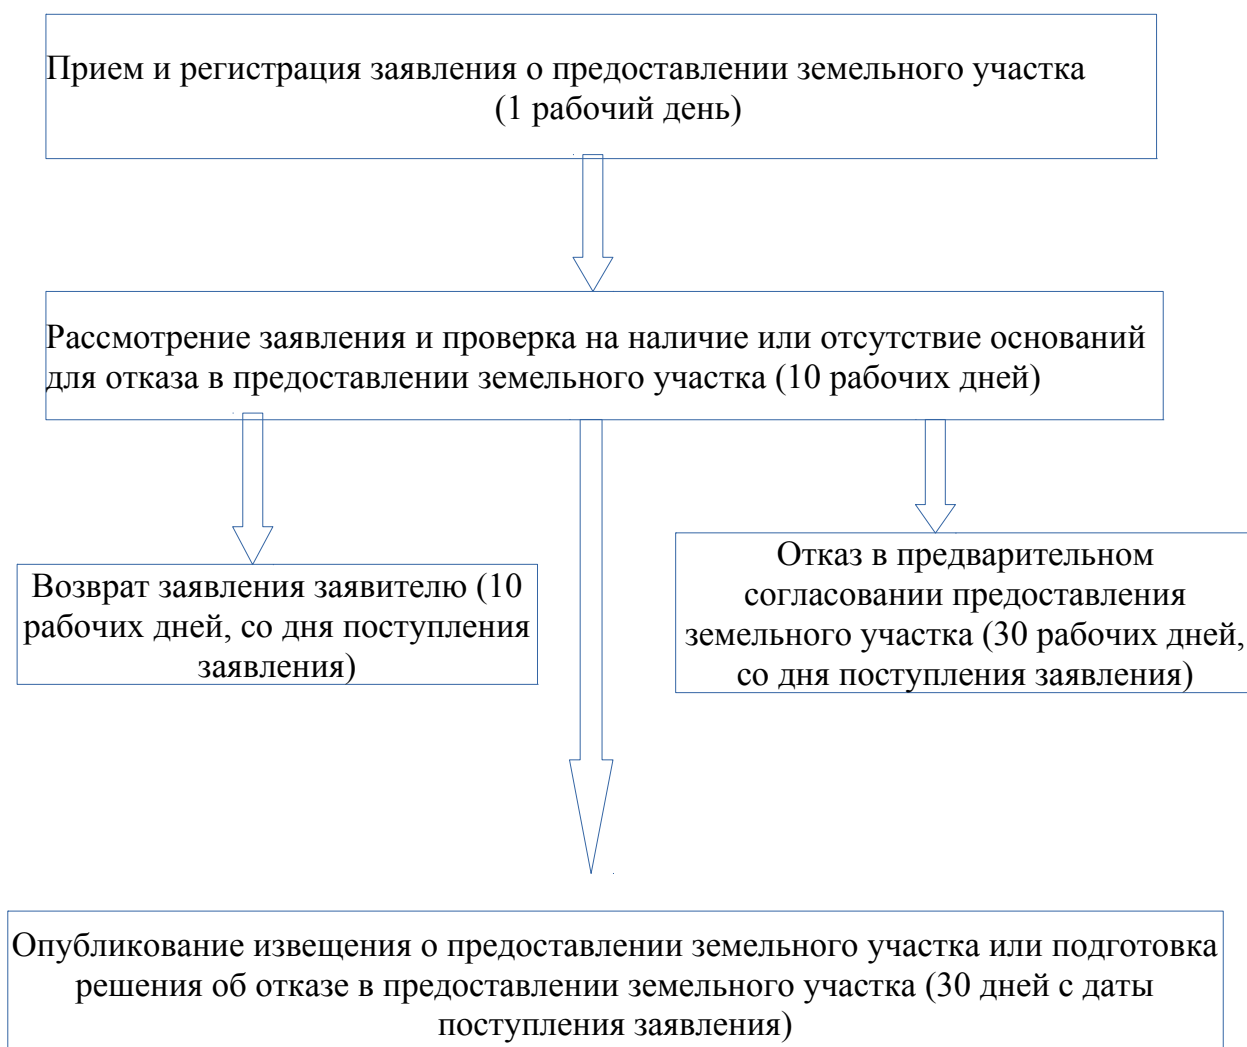 Прием и регистрация заявления о предоставлении земельного участка
(1 рабочий день)
Рассмотрение заявления и проверка на наличие или отсутствие оснований
для отказа в предоставлении земельного участка (10 рабочих дней)
Возврат заявления заявителю (10
рабочих дней, со дня поступления
заявления)
Отказ в предварительном
согласовании предоставления
земельного участка (30 рабочих дней,
со дня поступления заявления)
Опубликование извещения о предоставлении земельного участка или подготовка
решения об отказе в предоставлении земельного участка (30 дней с даты
поступления заявления)